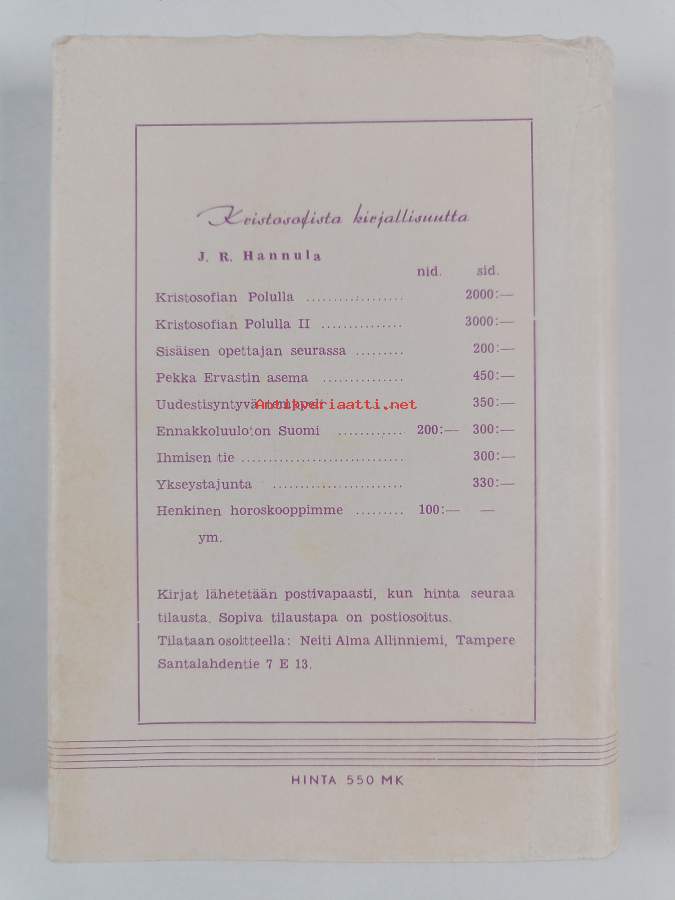 Kristosofista kirjallisuutta
J. R. Hannula
nid. sid.
Kristosofian Polulla .................. 2000:—
Kristosofian Polulla II ............... 3000:—
Sisäisen opettajan seurassa ......... 200:—
Pekka Ervastin asema ............... 450:—
Uudestisyntyvä 350:—
Antikvariaatti.net
Ennakkoluuloton Suomi ............ 200:— 300:—
Ihmisen tie .............................. 300:—
Ykseystajunta ........................ 330:—
Henkinen horoskooppimme ......... 100:— —
ym.
Kirjat lähetetään postivapaasti, kun hinta seuraa
tilausta. Sopiva tilaustapa on postiosoitus.
Tilataan osoitteella: Neiti Alma Allinniemi, Tampere
Santalahdentie 7 E 13.
HINTA 550 MK